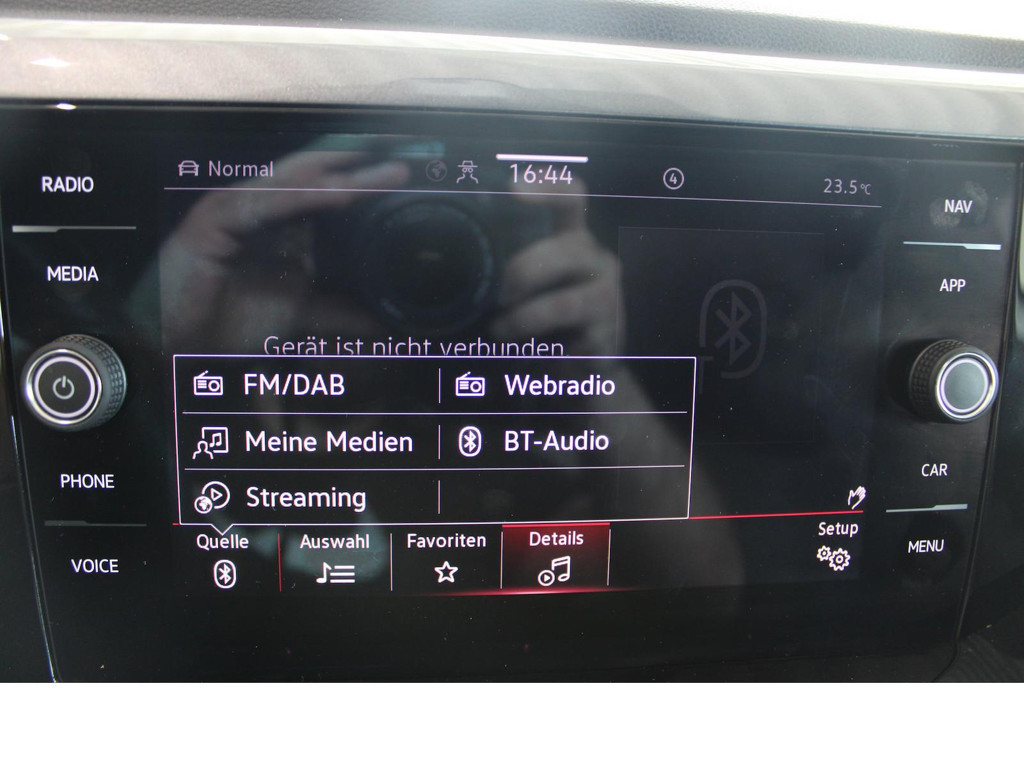 RADIO
MEDIA
PHONE
VOICE
Normal
16:44
4
23.5°C
Gerät ist nicht verbunden.
FM/DAB
Webradio
Meine Medien
BT-Audio
Streaming
Quelle
Auswahl
Favoriten
Details
Setup
NAV
APP
CAR
MENU